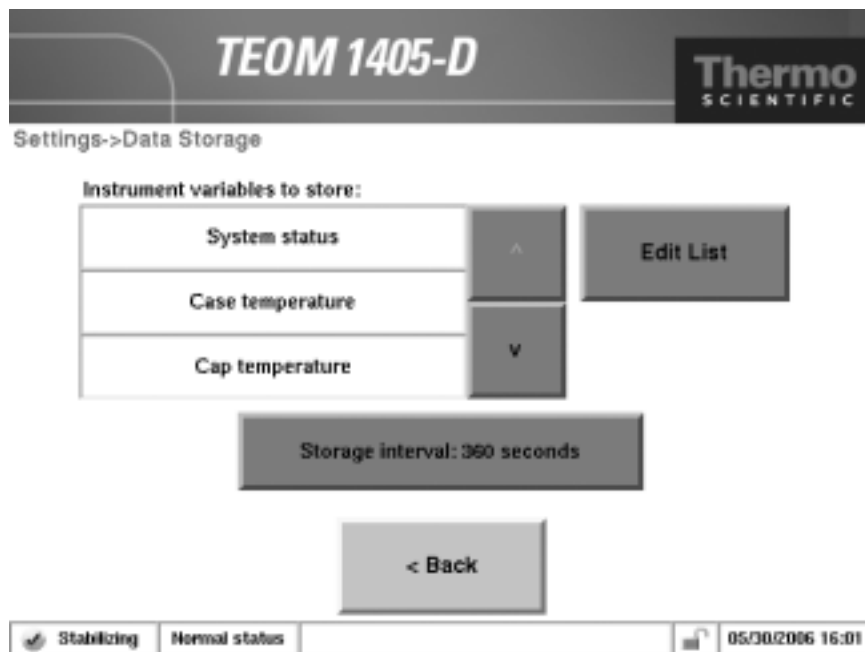 TEOM 1405-D
Thermo
SCIENTIFIC
Settings->Data Storage
Instrument variables to store:
System status
^
Edit List
Case temperature
Cap temperature
v
Storage interval: 360 seconds
< Back
Stabilizing
Normal status
05/30/2006 16:01